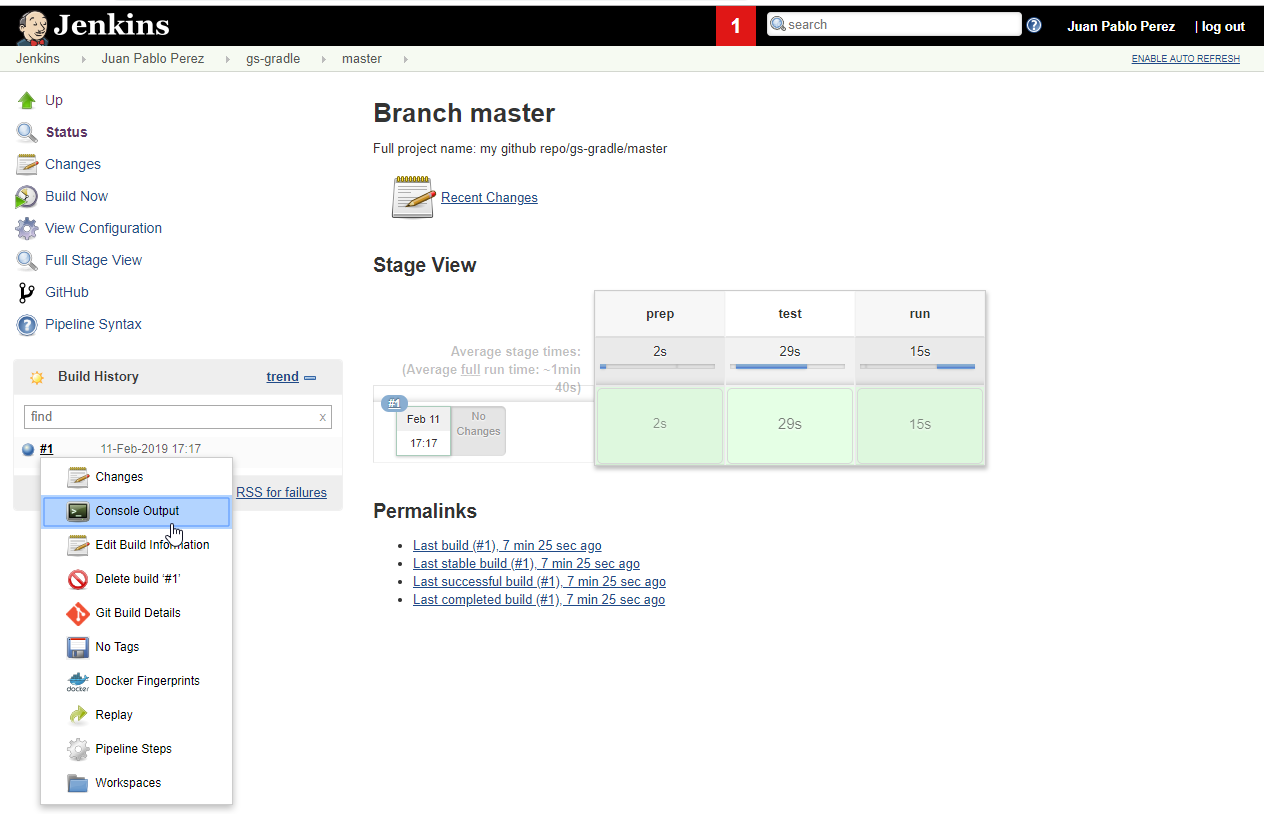 Jenkins
1
search
?
Juan Pablo Perez
| log out
Jenkins
Juan Pablo Perez
gs-gradle
master
ENABLE AUTO REFRESH
Up
Status
Changes
Build Now
View Configuration
Full Stage View
GitHub
Pipeline Syntax
Build History
trend
find
x
#1
11-Feb-2019 17:17
RSS for failures
Changes
Console Output
Edit Build Information
Delete build '#1'
Git Build Details
No Tags
docker
Docker Fingerprints
Replay
Pipeline Steps
Workspaces
Branch master
Full project name: my github repo/gs-gradle/master
Recent Changes
Stage View
prep
test
run
Average stage times:
(Average full run time: ~1min
40s)
2s
29s
15s
#1
Feb 11
17:17
No
Changes
2s
29s
15s
Permalinks
Last build (#1), 7 min 25 sec ago
Last stable build (#1), 7 min 25 sec ago
Last successful build (#1), 7 min 25 sec ago
Last completed build (#1), 7 min 25 sec ago